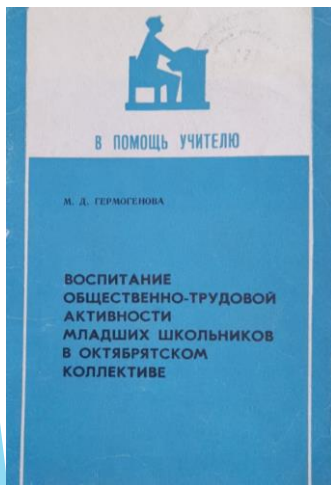 В ПОМОЩЬ УЧИТЕЛЮ
М. Д. ГЕРМОГЕНОВА
ВОСПИТАНИЕ
ОБЩЕСТВЕННО-ТРУДОВОЙ
АКТИВНОСТИ
МЛАДШИХ ШКОЛЬНИКОВ
В ОКТЯБРЯТСКОМ
КОЛЛЕКТИВЕ